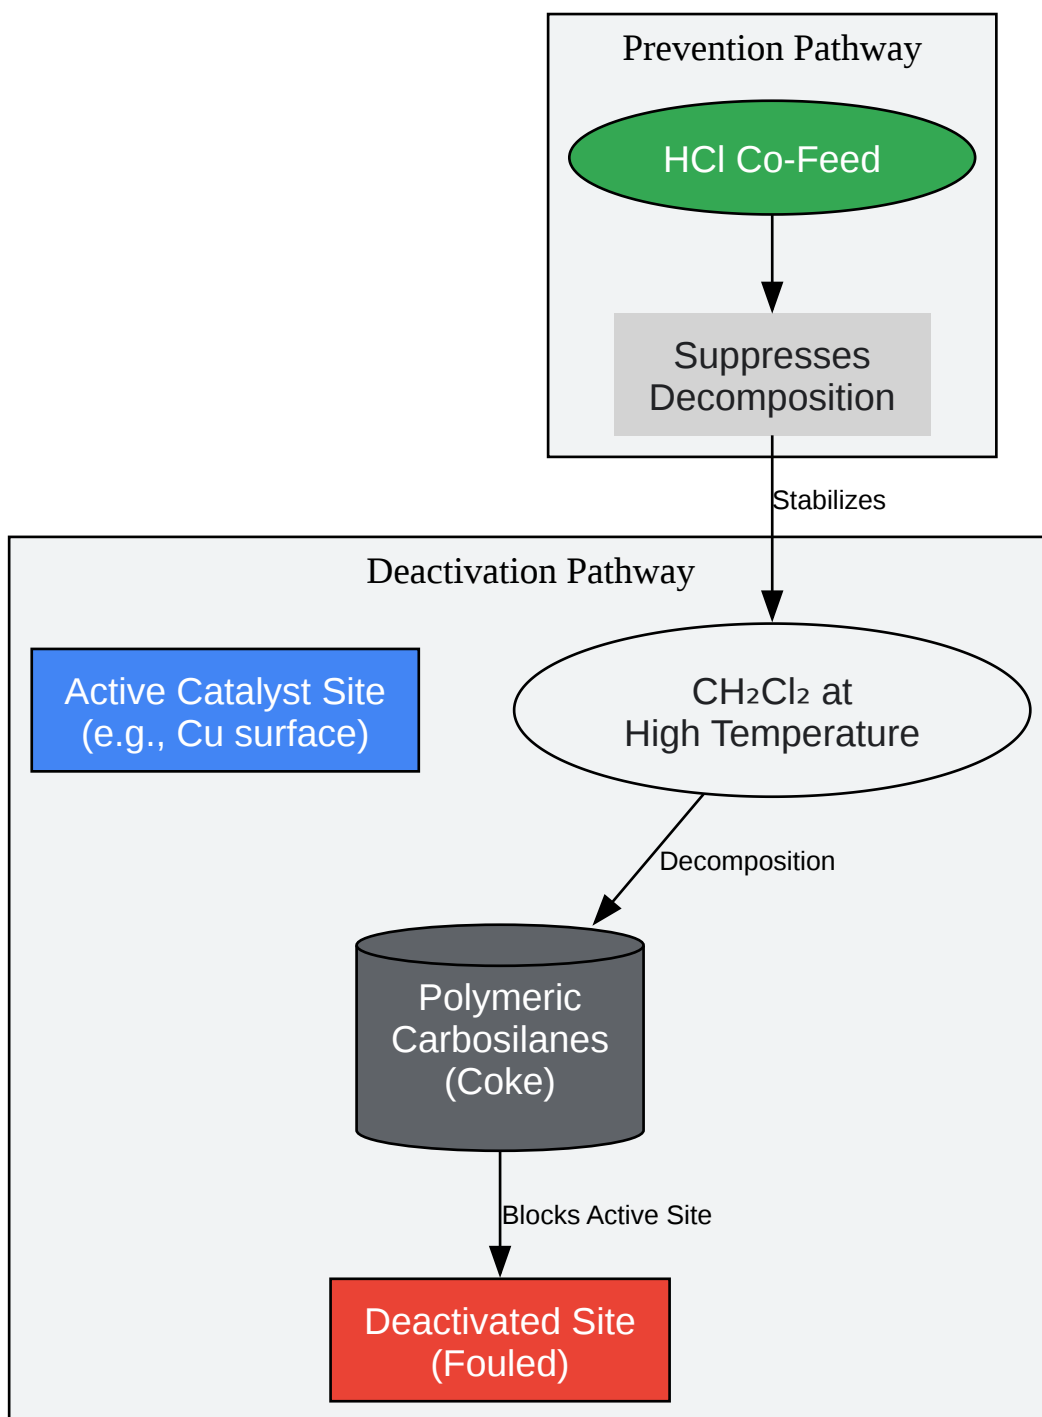 Prevention Pathway
HCl Co-Feed
Suppresses
Decomposition
Stabilizes
Deactivation Pathway
Active Catalyst Site
(e.g., Cu surface)
CH₂Cl₂ at
High Temperature
Decomposition
Polymeric
Carbosilanes
(Coke)
Blocks Active Site
Deactivated Site
(Fouled)